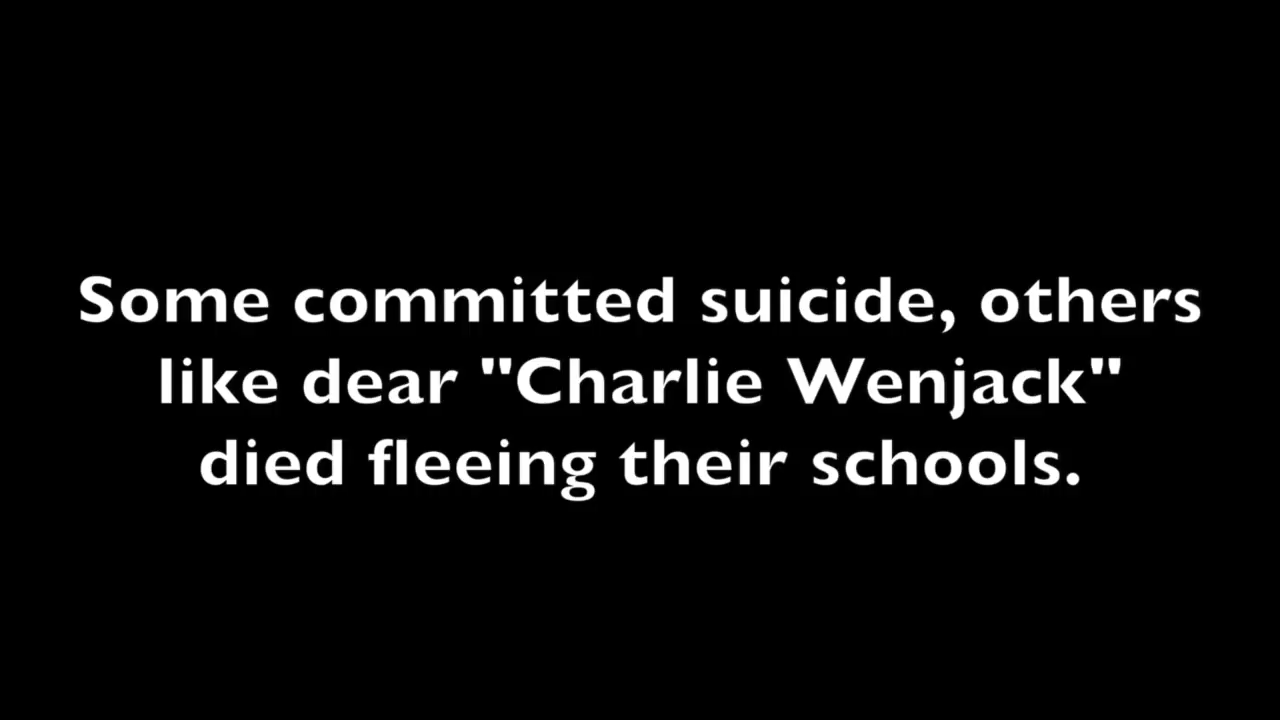 Some committed suicide, others
like dear "Charlie Wenjack"
died fleeing their schools.